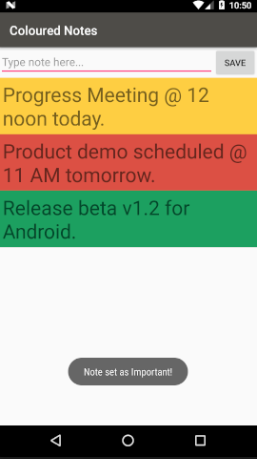 10:50
Coloured Notes
Type note here...
SAVE
Progress Meeting @ 12
noon today.
Product demo scheduled @
11 AM tomorrow.
Release beta v1.2 for
Android.
Note set as Important!